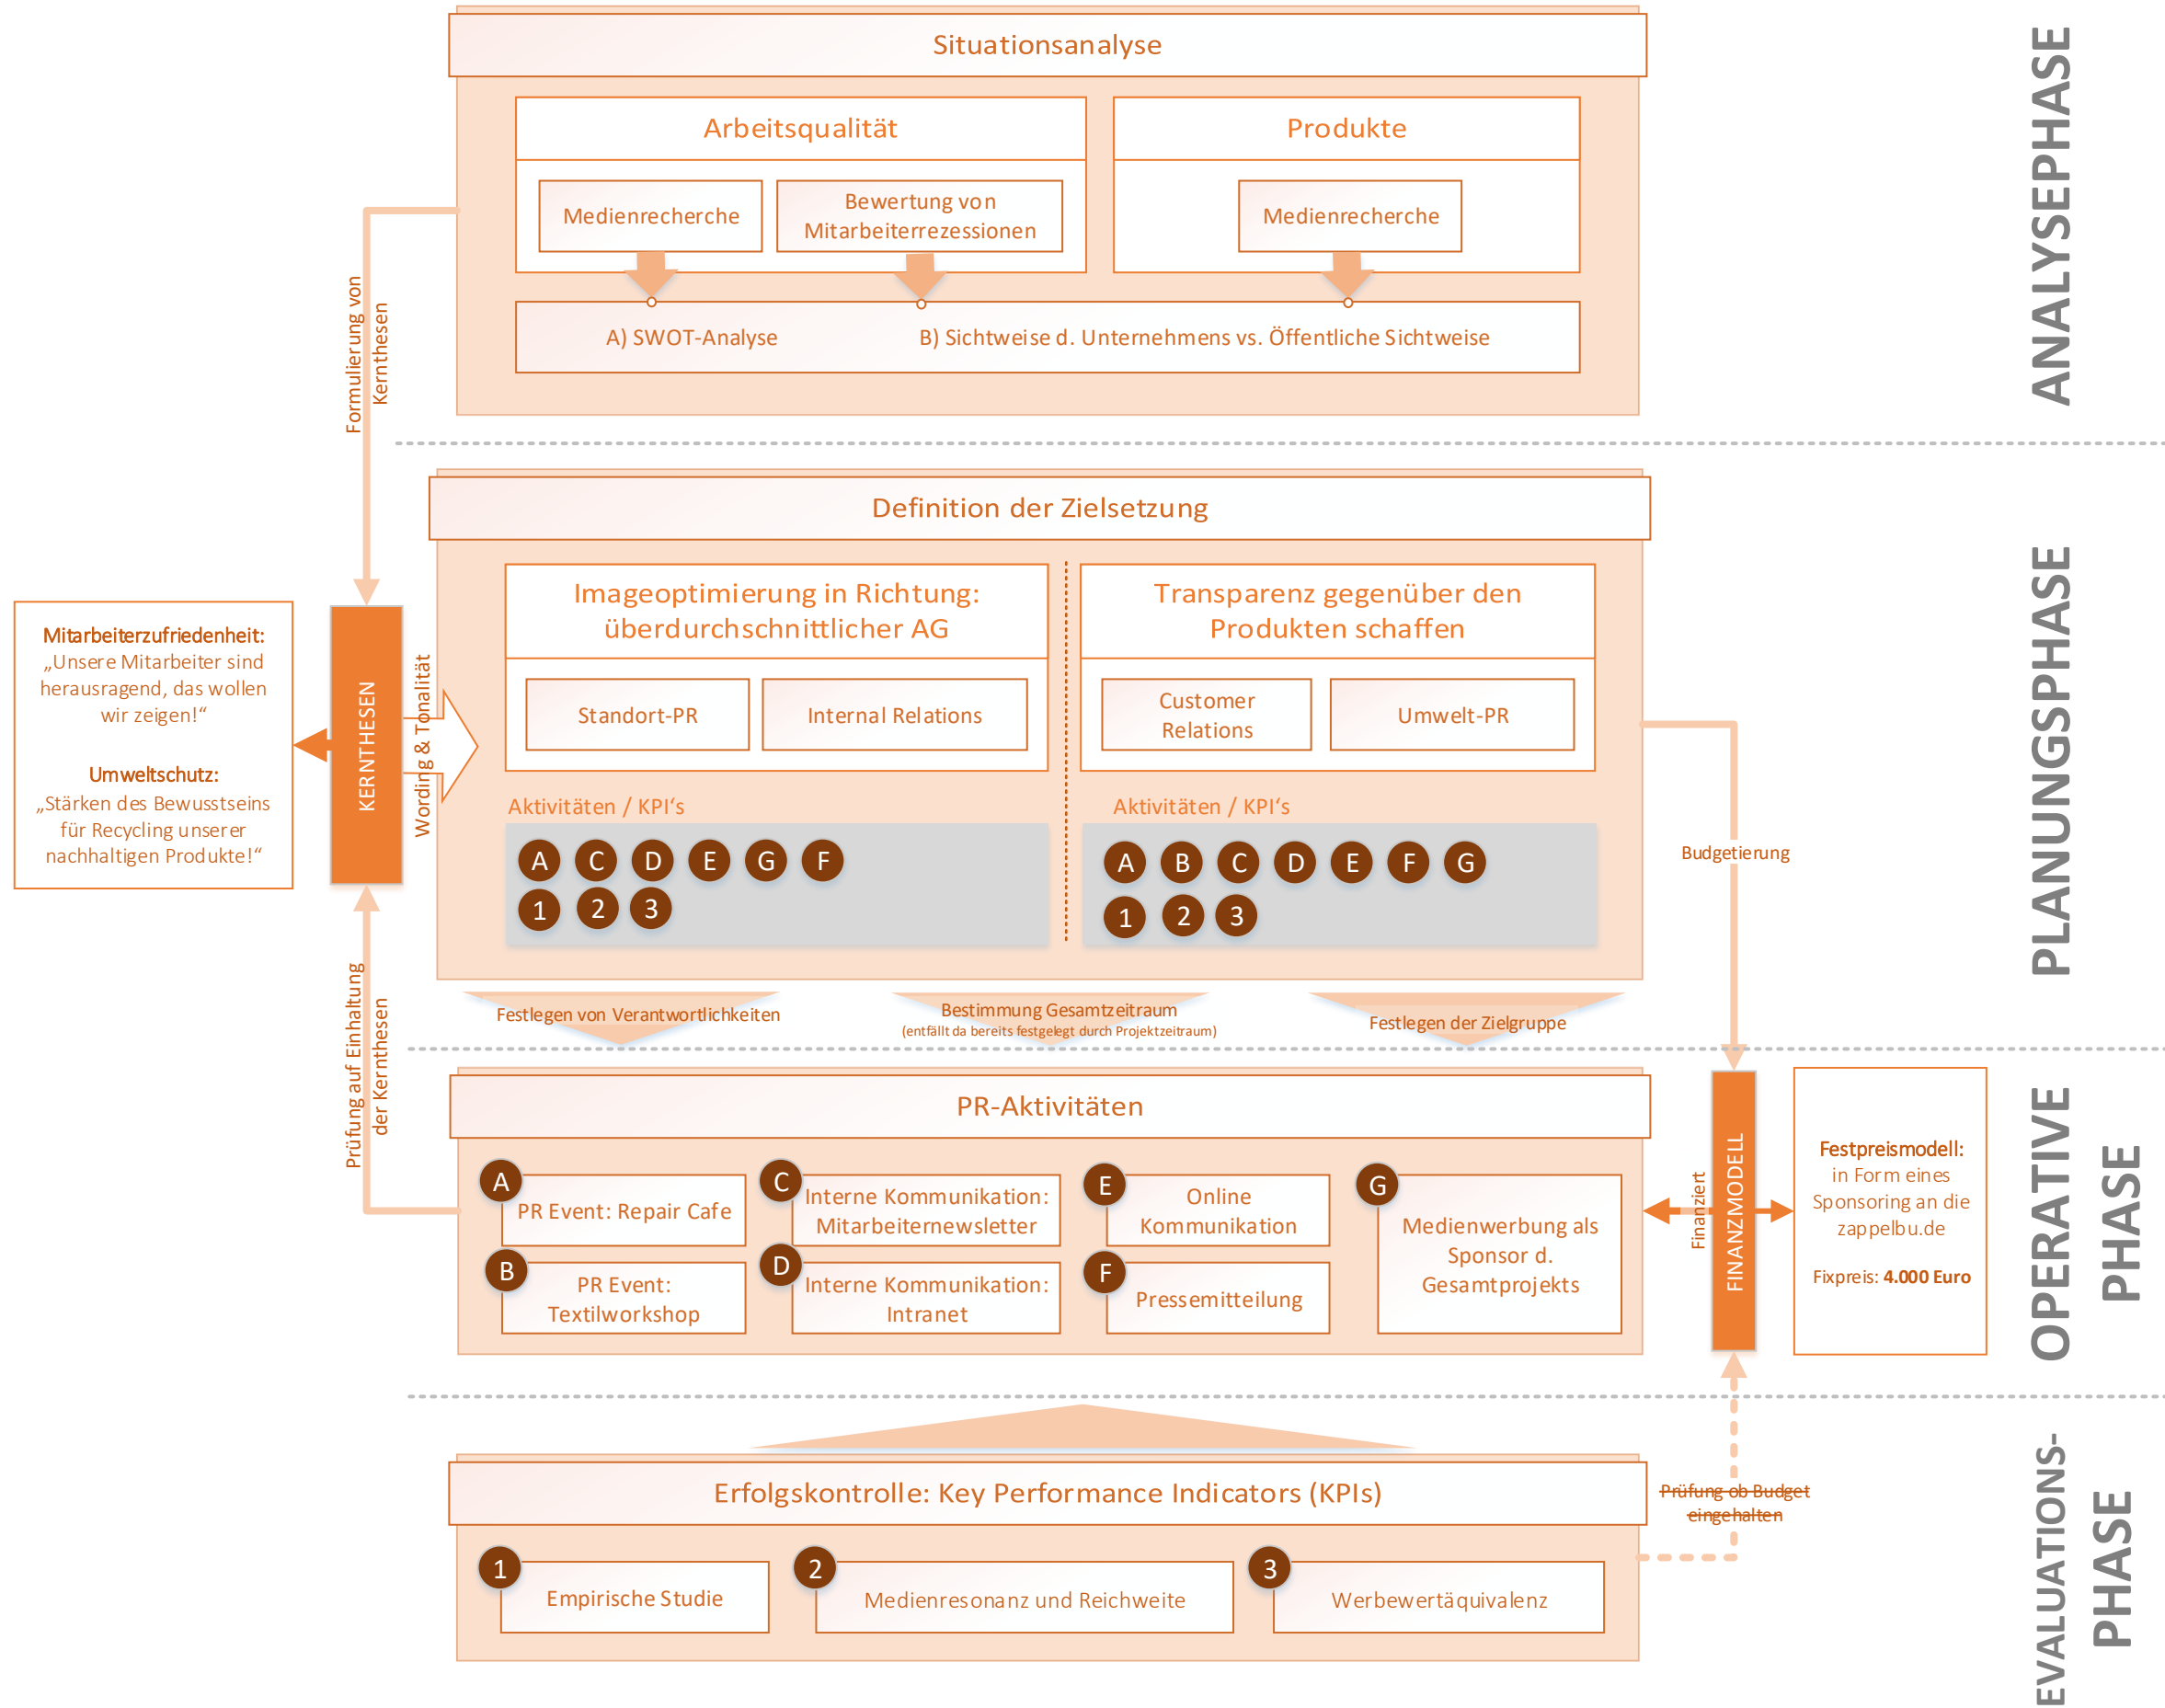 Situationsanalyse
Arbeitsqualität
Produkte
Medienrecherche
Bewertung von
Mitarbeiterrezessionen
Medienrecherche
A) SWOT-Analyse
B) Sichtweise d. Unternehmens vs. Öffentliche Sichtweise
ANALYSEPHASE
Formulierung von
Kernthesen
Definition der Zielsetzung
Imageoptimierung in Richtung:
überdurchschnittlicher AG
Transparenz gegenüber den
Produkten schaffen
Standort-PR
Internal Relations
Customer
Relations
Umwelt-PR
Aktivitäten / KPI‘s
A C D E G F
1 2 3
Aktivitäten / KPI‘s
A B C D E F G
1 2 3
PLANUNGSPHASE
Mitarbeiterzufriedenheit:
„Unsere Mitarbeiter sind
herausragend, das wollen
wir zeigen!“
Umweltschutz:
„Stärken des Bewusstseins
für Recycling unserer
nachhaltigen Produkte!“
KERNTHESEN
Wording & Tonalität
Budgetierung
Prüfung auf Einhaltung
der Kernthesen
Festlegen von Verantwortlichkeiten
Bestimmung Gesamtzeitraum
(entfällt da bereits festgelegt durch Projektzeitraum)
Festlegen der Zielgruppe
PR-Aktivitäten
A
PR Event: Repair Cafe
B
PR Event:
Textilworkshop
C
Interne Kommunikation:
Mitarbeiternewsletter
D
Interne Kommunikation:
Intranet
E
Online
Kommunikation
F
Pressemitteilung
G
Medienwerbung als
Sponsor d.
Gesamtprojekts
Finanziert
FINANZMODELL
Festpreismodell:
in Form eines
Sponsoring an die
zappelbu.de
Fixpreis: 4.000 Euro
OPERATIVE
PHASE
Erfolgskontrolle: Key Performance Indicators (KPIs)
1
Empirische Studie
2
Medienresonanz und Reichweite
3
Werbewertäquivalenz
Prüfung ob Budget
eingehalten
EVALUATIONS-
PHASE